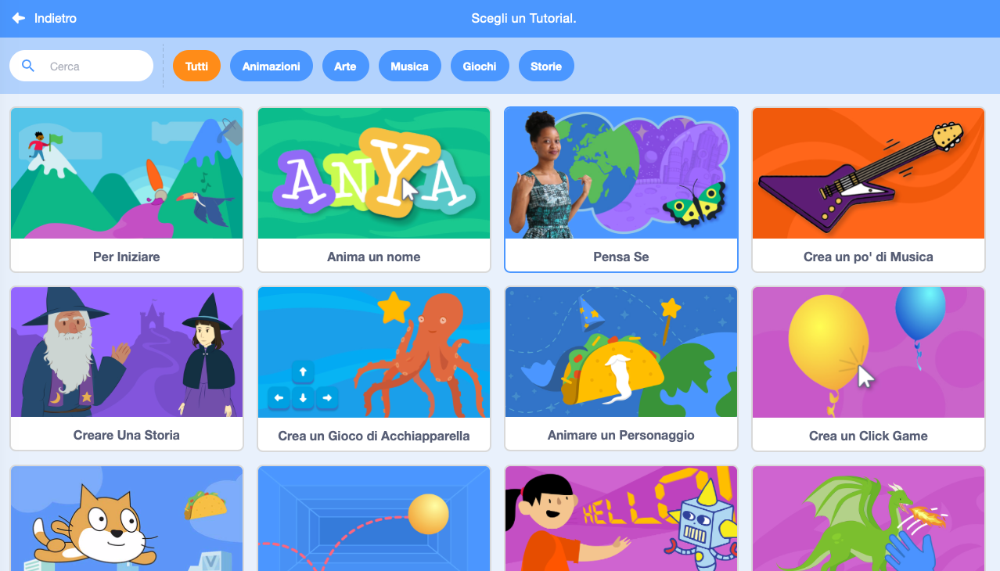 Indietro
Scegli un Tutorial.
Cerca
Tutti
Animazioni
Arte
Musica
Giochi
Storie
ANYA
Per Iniziare
Anima un nome
Pensa Se
Crea un po' di Musica
Creare Una Storia
Crea un Gioco di Acchiapparella
Animare un Personaggio
Crea un Click Game
HELLO
V